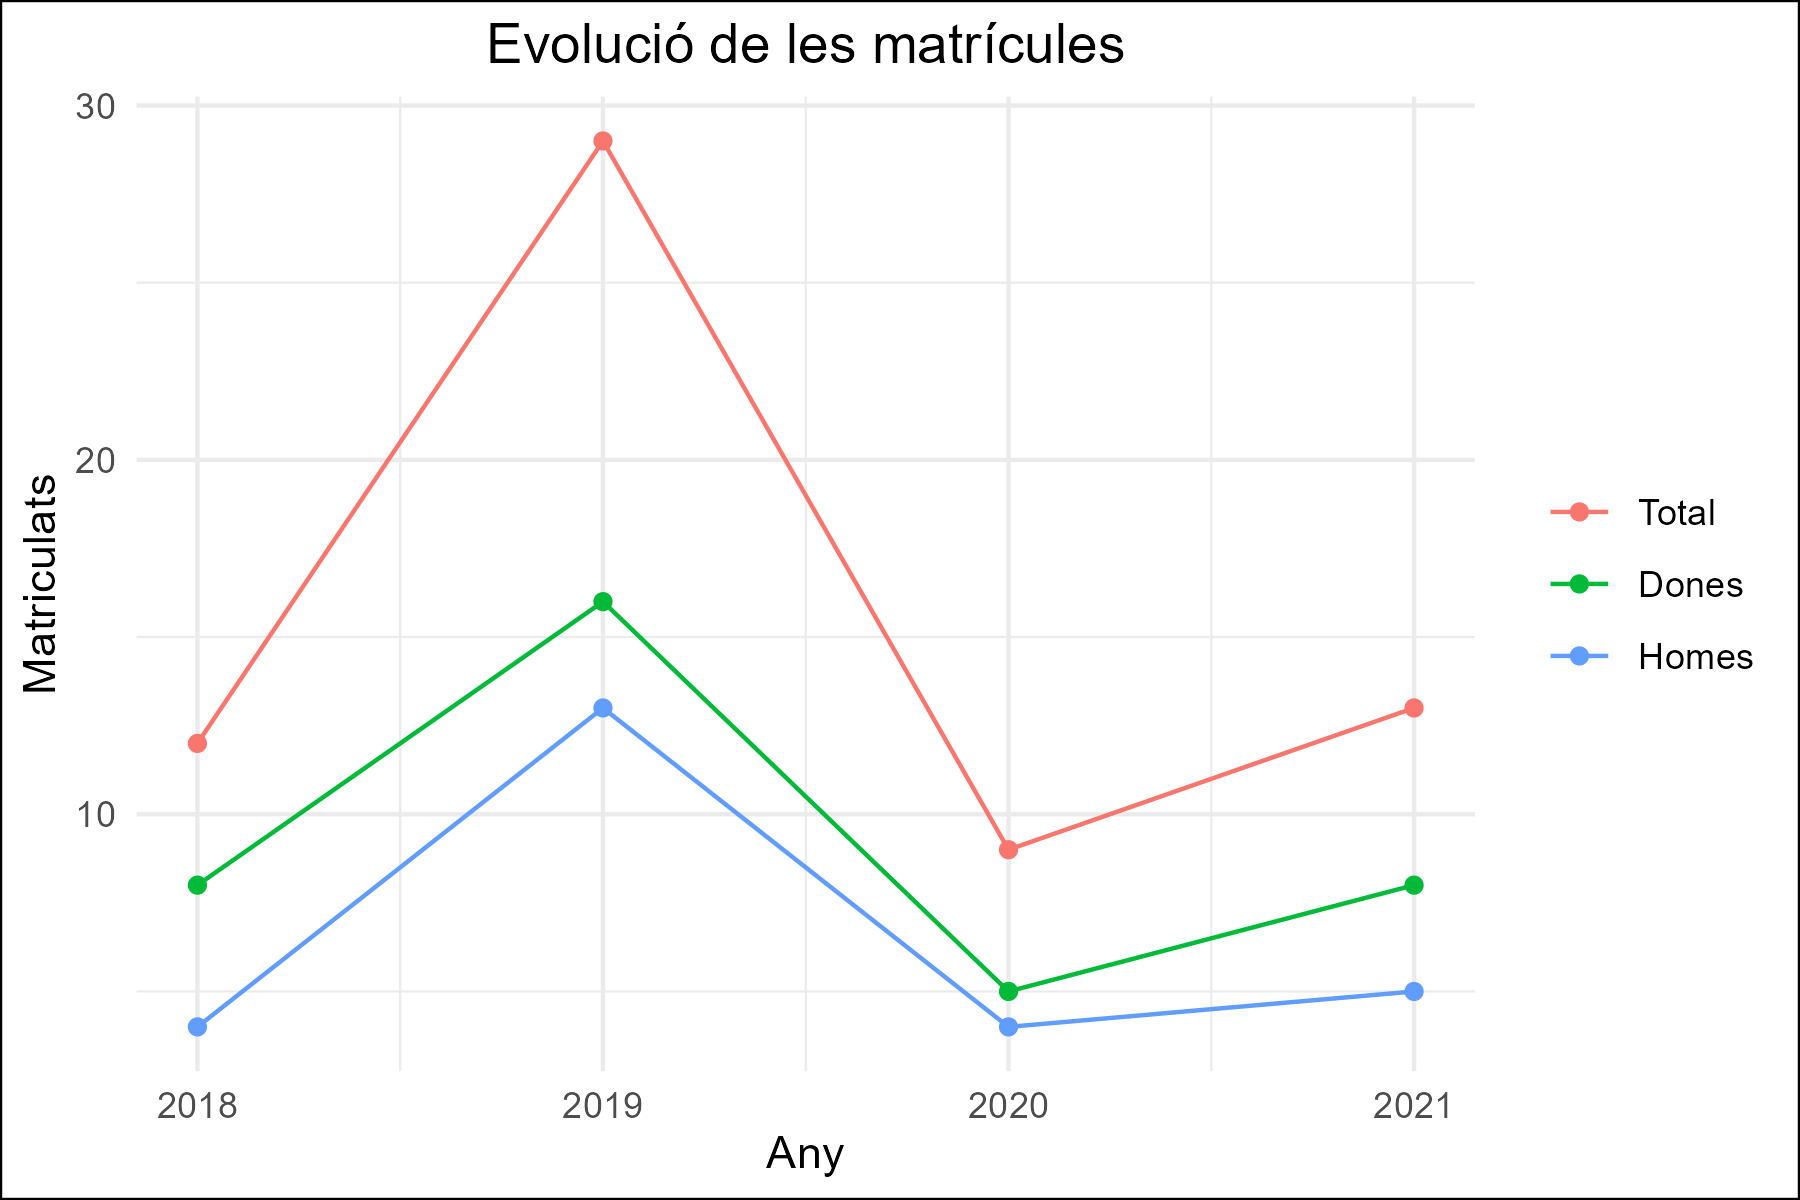 Evolució de les matrícules
30
20
10
Matriculats
2018
2019
2020
2021
Any
Total
Dones
Homes